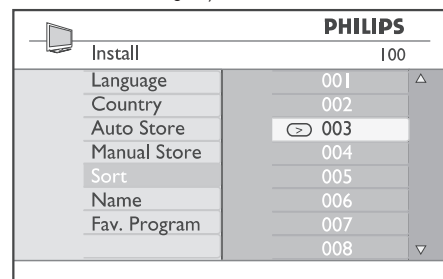 PHILIPS
Install 100
Language 001
Country 002
Auto Store 003
Manual Store 004
Sort 005
Name 006
Fav. Program 007
008